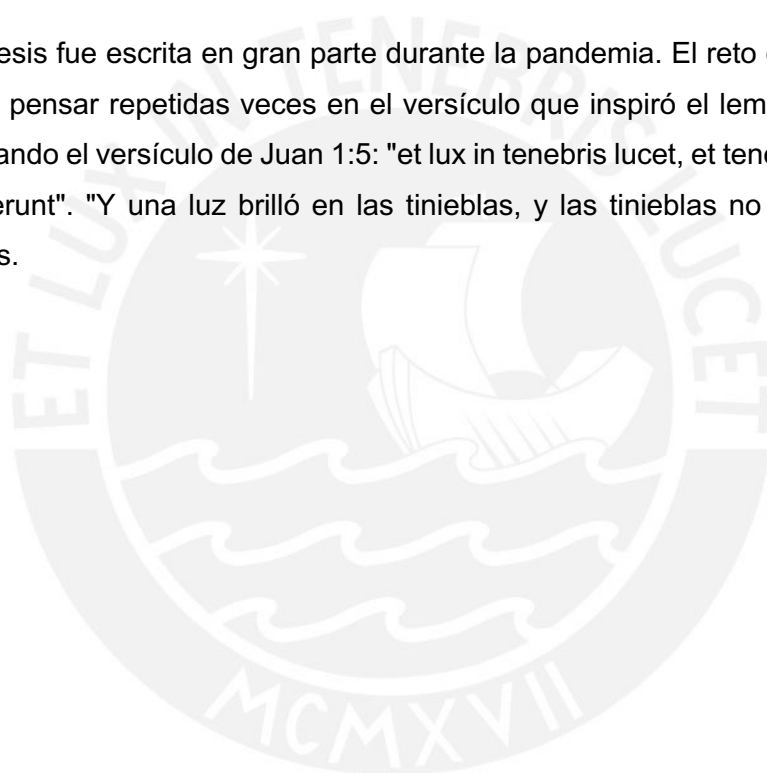 esis fue escrita en gran parte durante la pandemia. El reto
pensar repetidas veces en el versículo que inspiró el lem
ando el versículo de Juan 1:5: "et lux in tenebris lucet, et ten
erunt". "Y una luz brilló en las tinieblas, y las tinieblas no
s.
ET LUX IN TENEBRIS LUCET
MCMXVII